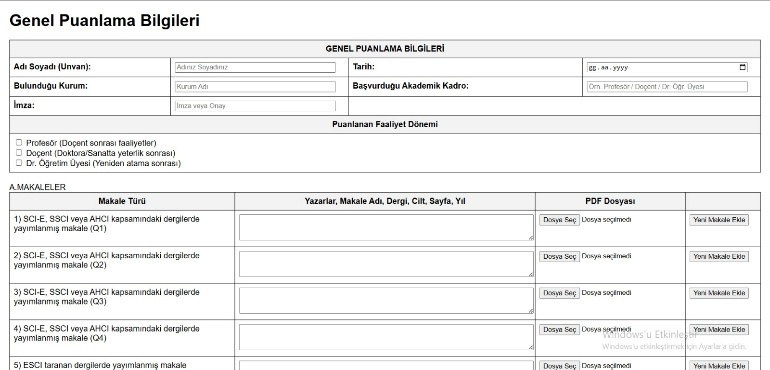 Genel Puanlama Bilgileri
GENEL PUANLAMA BİLGİLERİ
Adı Soyadı (Unvan):
Adınız Soyadınız
Tarih:
gg.aa.yyyy
Bulunduğu Kurum:
Kurum Adı
Başvurduğu Akademik Kadro:
Örn. Profesör / Doçent / Dr. Öğr. Üyesi
İmza:
İmza veya Onay
Puanlanan Faaliyet Dönemi
Profesör (Doçent sonrası faaliyetler)
Doçent (Doktora/Sanatta yeterlik sonrası)
Dr. Öğretim Üyesi (Yeniden atama sonrası)
A.MAKALELER
Makale Türü
Yazarlar, Makale Adı, Dergi, Cilt, Sayfa, Yıl
PDF Dosyası
1) SCI-E, SSCI veya AHCI kapsamındaki dergilerde
yayımlanmış makale (Q1)
Dosya Seç Dosya seçilmedi
Yeni Makale Ekle
2) SCI-E, SSCI veya AHCI kapsamındaki dergilerde
yayımlanmış makale (Q2)
Dosya Seç Dosya seçilmedi
Yeni Makale Ekle
3) SCI-E, SSCI veya AHCI kapsamındaki dergilerde
yayımlanmış makale (Q3)
Dosya Seç Dosya seçilmedi
Yeni Makale Ekle
4) SCI-E, SSCI veya AHCI kapsamındaki dergilerde
yayımlanmış makale (Q4)
Dosya Seç Dosya seçilmedi
Yeni Makale Ekle
Windows'u Etkinleştir
Windows'u etkinleştirmek için Ayarlar'a gidin.
5) ESCI taranan dergilerde yayımlanmış makale
Dosya Seç Dosya seçilmedi
Yeni Makale Ekle